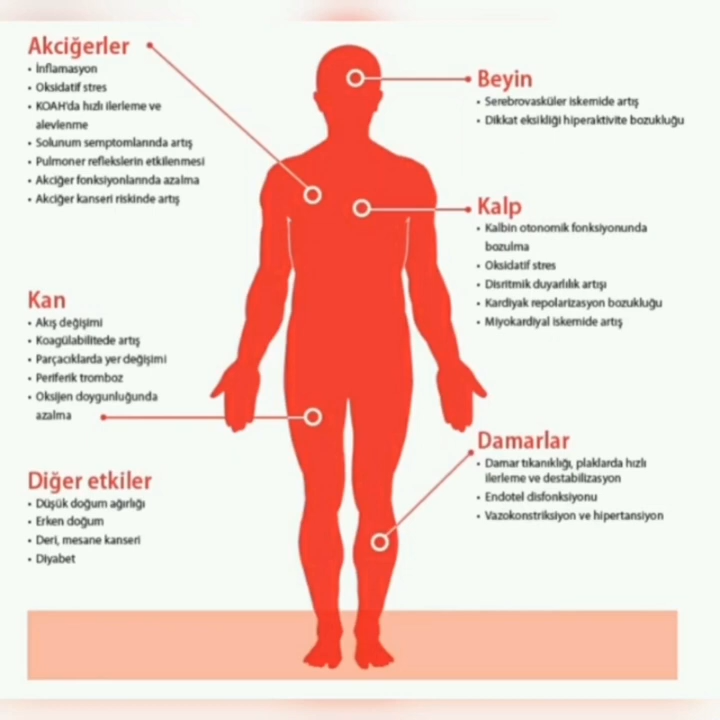 Akciğerler
• İnflamasyon
• Oksidatif stres
• KOAH'da hızlı ilerleme ve
alevlenme
• Solunum semptomlarında artış
• Pulmoner reflekslerin etkilenmesi
• Akciğer fonksiyonlarında azalma
• Akciğer kanseri riskinde artış
Kan
• Akış değişimi
• Koagülabilitede artış
• Parçacıklarda yer değişimi
• Periferik tromboz
• Oksijen doygunluğunda
azalma
Diğer etkiler
• Düşük doğum ağırlığı
• Erken doğum
• Deri, mesane kanseri
• Diyabet
Beyin
• Serebrovasküler iskemide artış
• Dikkat eksikliği hiperaktivite bozukluğu
Kalp
• Kalbin otonomik fonksiyonunda
bozulma
• Oksidatif stres
• Disritmik duyarlılık artışı
• Kardiyak repolarizasyon bozukluğu
• Miyokardiyal iskemide artış
Damarlar
• Damar tıkanıklığı, plaklarda hızlı
ilerleme ve destabilizasyon
• Endotel disfonksiyonu
• Vazokonstriksiyon ve hipertansiyon